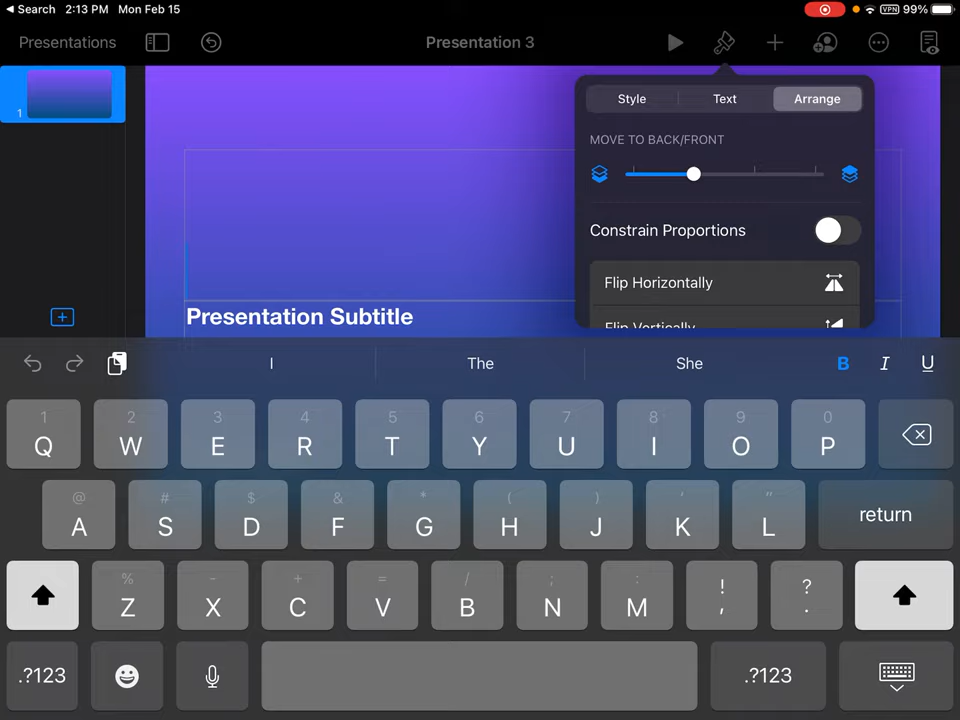 ◀ Search 2:13 PM Mon Feb 15 VPN 99%
Presentations Presentation 3
Style Text Arrange
MOVE TO BACK/FRONT
Constrain Proportions
Flip Horizontally
Flip Vertically
1
Presentation Subtitle
I The She B I U
1 2 3 4 5 6 7 8 9 0
Q W E R T Y U I O P
@ # $ & * ( ) ' "
A S D F G H J K L return
% - + = / ; : ! ?
Z X C V B N M , .
.?123 .?123